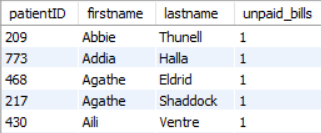 patientID firstname lastname unpaid_bills
209 Abbie Thunell 1
773 Addia Halla 1
468 Agathe Eldrid 1
217 Agathe Shaddock 1
430 Aili Ventre 1